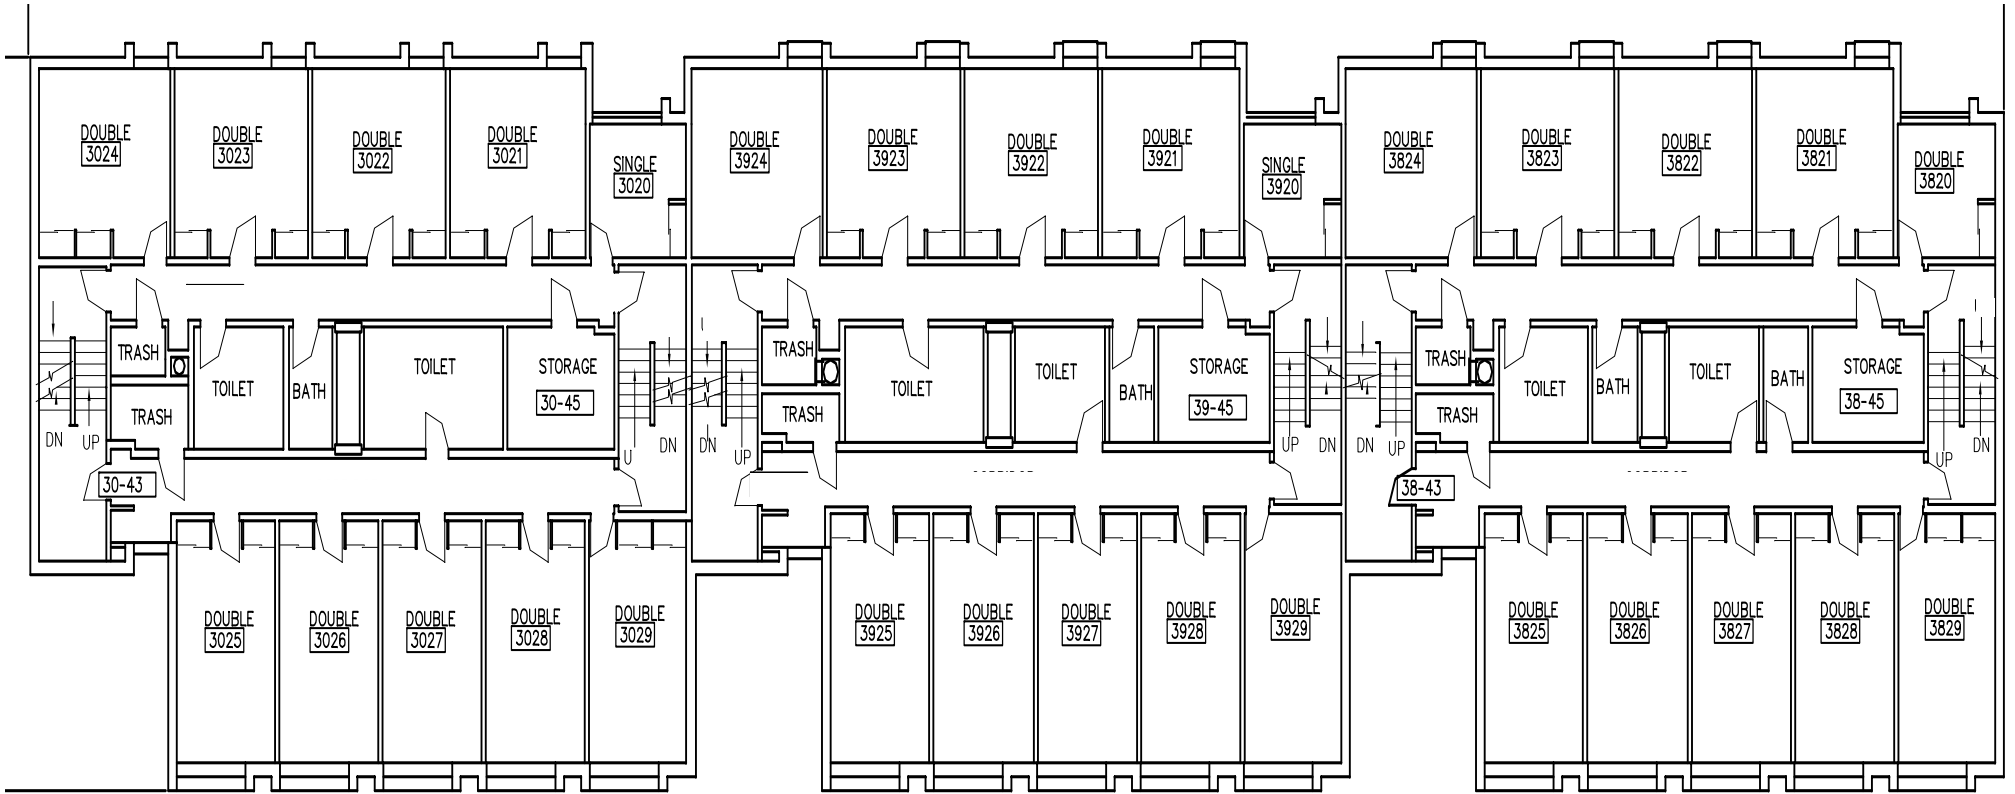 DOUBLE
3024
DOUBLE
3023
DOUBLE
3022
DOUBLE
3021
SINGLE
3020
DOUBLE
3924
DOUBLE
3923
DOUBLE
3922
DOUBLE
3921
SINGLE
3920
DOUBLE
3824
DOUBLE
3823
DOUBLE
3822
DOUBLE
3821
DOUBLE
3820
TRASH
TOILET
BATH
TOILET
STORAGE
30-45
TRASH
DN
UP
U
DN
30-43
TRASH
TOILET
TOILET
BATH
STORAGE
39-45
TRASH
DN
UP
UP
DN
TRASH
TOILET
BATH
TOILET
BATH
STORAGE
38-45
TRASH
DN
UP
UP
DN
38-43
DOUBLE
3025
DOUBLE
3026
DOUBLE
3027
DOUBLE
3028
DOUBLE
3029
DOUBLE
3925
DOUBLE
3926
DOUBLE
3927
DOUBLE
3928
DOUBLE
3929
DOUBLE
3825
DOUBLE
3826
DOUBLE
3827
DOUBLE
3828
DOUBLE
3829